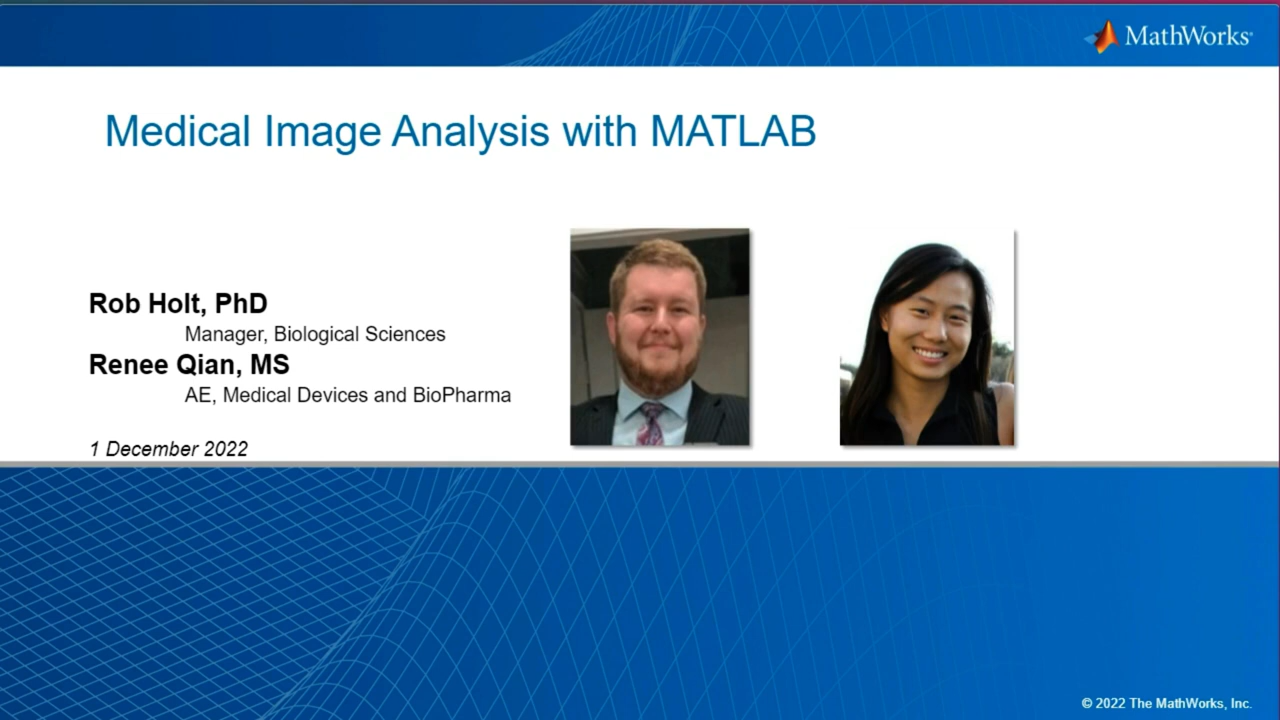 MathWorks
Medical Image Analysis with MATLAB
Rob Holt, PhD
Manager, Biological Sciences
Renee Qian, MS
AE, Medical Devices and BioPharma
1 December 2022
© 2022 The MathWorks, Inc.